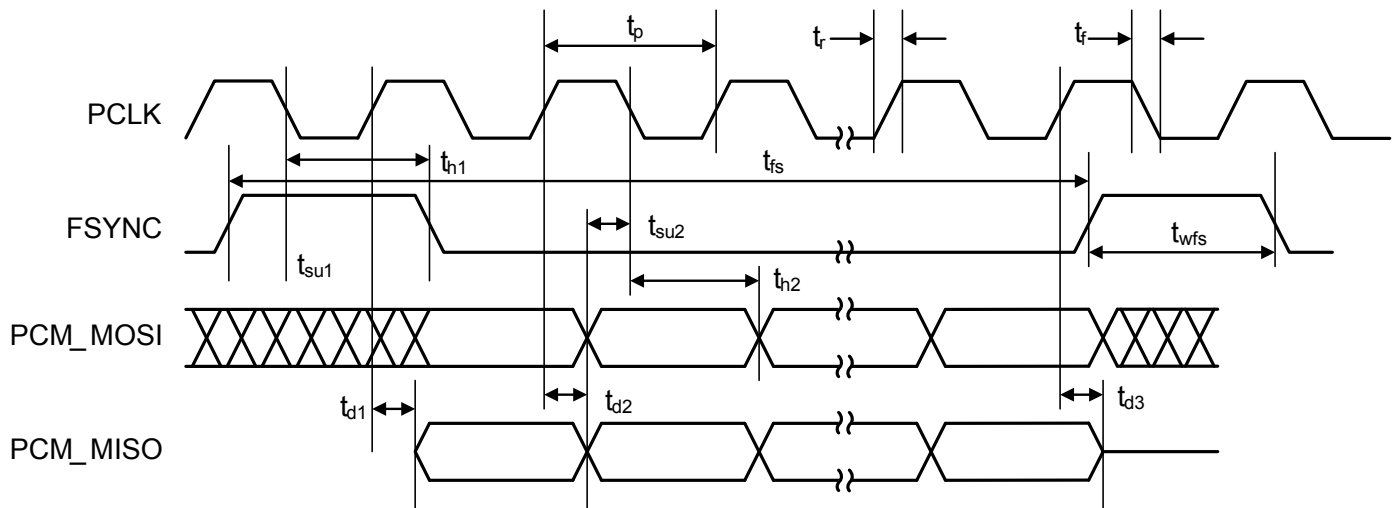 tp
tr
tf
PCLK
th1
tfs
FSYNC
tsu2
twfs
tsu1
th2
PCM_MOSI
td1
td2
td3
PCM_MISO